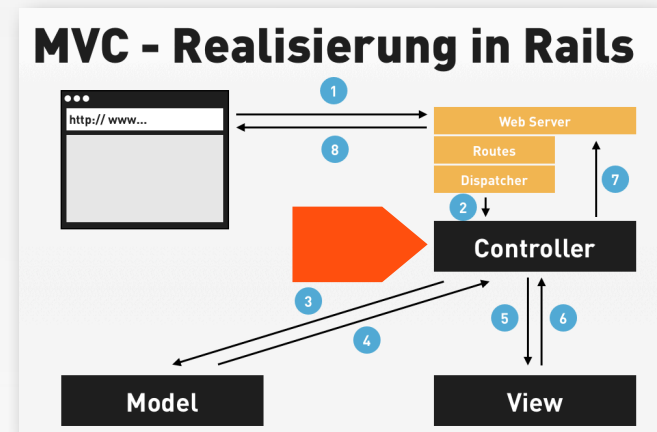 MVC - Realisierung in Rails
http:// www...
1
8
Web Server
Routes
Dispatcher
2
7
Controller
3
4
5
6
Model
View